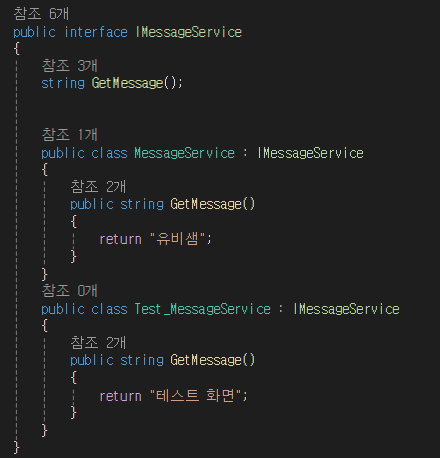 참조 6개
public interface IMessageService
{
참조 3개
string GetMessage();
참조 1개
public class MessageService : IMessageService
{
참조 2개
public string GetMessage()
{
return "유비샘";
}
}
참조 0개
public class Test_MessageService : IMessageService
{
참조 2개
public string GetMessage()
{
return "테스트 화면";
}
}
}